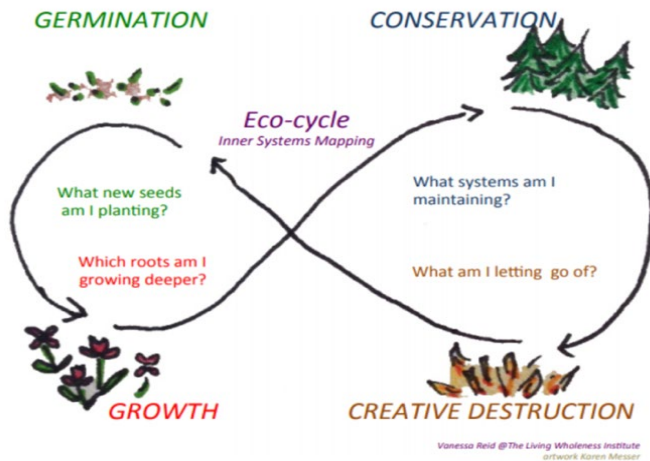 GERMINATION
CONSERVATION
Eco-cycle
Inner Systems Mapping
What new seeds
am I planting?
Which roots am I
growing deeper?
What systems am I
maintaining?
What am I letting go of?
GROWTH
CREATIVE DESTRUCTION
Vanessa Reid @The Living Wholeness Institute
artwork Karen Messer